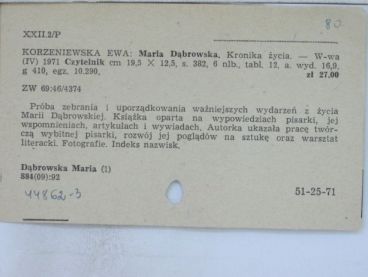 80
XXII.2/P
KORZENIEWSKA EWA: Maria Dąbrowska. Kronika życia. — W-wa
(IV) 1971 Czytelnik cm 19,5 X 12,5, s. 382, 6 nlb., tabl. 12, a. wyd. 16,9,
g 410, egz. 10.290, zł 27,00
ZW 69:46/4374
Próba zebrania i uporządkowania ważniejszych wydarzeń z życia
Marii Dąbrowskiej. Książka oparta na wypowiedziach pisarki, jej
wspomnieniach, artykułach i wywiadach. Autorka ukazała pracę twór-
czą wybitnej pisarki, rozwój jej poglądów na sztukę oraz warsztat
literacki. Fotografie. Indeks nazwisk.
Dąbrowska Maria (1)
884(09):92
44862-3
51-25-71